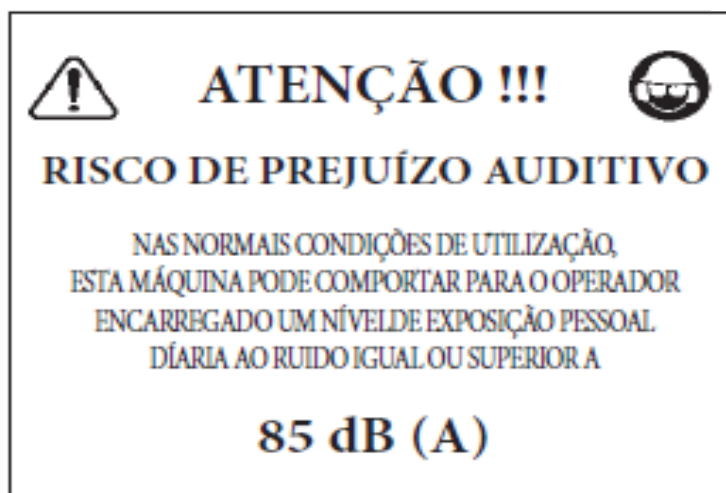 ATENÇÃO !!!
RISCO DE PREJUÍZO AUDITIVO
NAS NORMAIS CONDIÇÕES DE UTILIZAÇÃO,
ESTA MÁQUINA PODE COMPORTAR PARA O OPERADOR
ENCARREGADO UM NÍVELDE EXPOSIÇÃO PESSOAL
DÍARIA AO RUIDO IGUAL OU SUPERIOR A
85 dB (A)